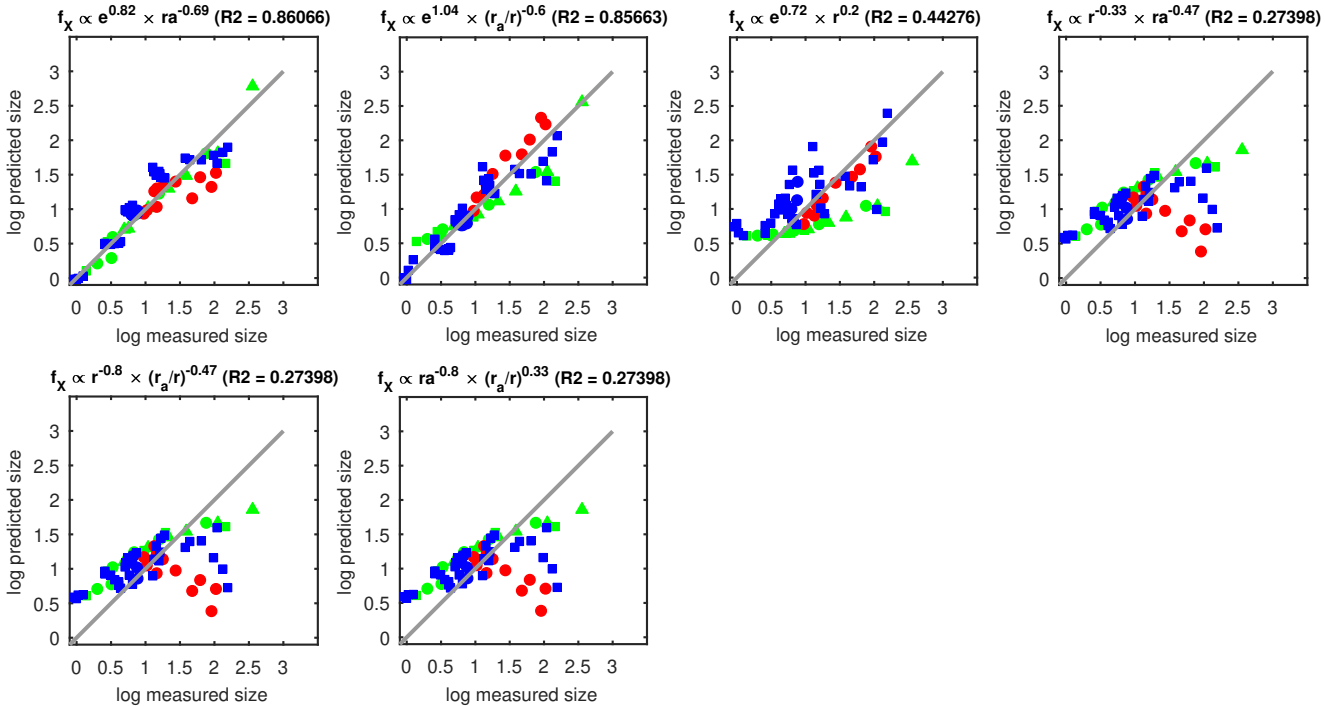 f_X ∝ e^0.82 × ra^-0.69 (R2 = 0.86066)
3
2.5
2
1.5
1
0.5
0
log predicted size
0 0.5 1 1.5 2 2.5 3
log measured size
f_X ∝ e^1.04 × (r_a/r)^-0.6 (R2 = 0.85663)
3
2.5
2
1.5
1
0.5
0
log predicted size
0 0.5 1 1.5 2 2.5 3
log measured size
f_X ∝ e^0.72 × r^0.2 (R2 = 0.44276)
3
2.5
2
1.5
1
0.5
0
log predicted size
0 0.5 1 1.5 2 2.5 3
log measured size
f_X ∝ r^-0.33 × ra^-0.47 (R2 = 0.27398)
3
2.5
2
1.5
1
0.5
0
log predicted size
0 0.5 1 1.5 2 2.5 3
log measured size
f_X ∝ r^-0.8 × (r_a/r)^-0.47 (R2 = 0.27398)
3
2.5
2
1.5
1
0.5
0
log predicted size
0 0.5 1 1.5 2 2.5 3
log measured size
f_X ∝ ra^-0.8 × (r_a/r)^0.33 (R2 = 0.27398)
3
2.5
2
1.5
1
0.5
0
log predicted size
0 0.5 1 1.5 2 2.5 3
log measured size